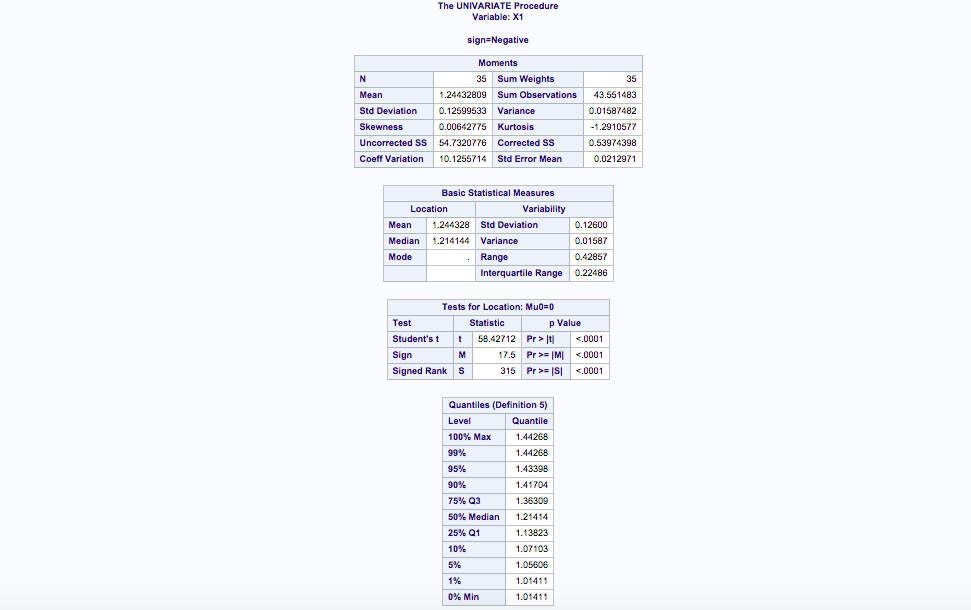 The UNIVARIATE Procedure
Variable: X1
sign=Negative
Moments
N 35 Sum Weights 35
Mean 1.24432809 Sum Observations 43.551483
Std Deviation 0.12599533 Variance 0.01587482
Skewness 0.00642775 Kurtosis -1.2910577
Uncorrected SS 54.7320776 Corrected SS 0.53974398
Coeff Variation 10.1255714 Std Error Mean 0.0212971
Basic Statistical Measures
Location Variability
Mean 1.244328 Std Deviation 0.12600
Median 1.214144 Variance 0.01587
Mode . Range 0.42857
Interquartile Range 0.22486
Tests for Location: Mu0=0
Test Statistic p Value
Student's t t 58.42712 Pr > |t| <.0001
Sign M 17.5 Pr >= |M| <.0001
Signed Rank S 315 Pr >= |S| <.0001
Quantiles (Definition 5)
Level Quantile
100% Max 1.44268
99% 1.44268
95% 1.43398
90% 1.41704
75% Q3 1.36309
50% Median 1.21414
25% Q1 1.13823
10% 1.07103
5% 1.05606
1% 1.01411
0% Min 1.01411